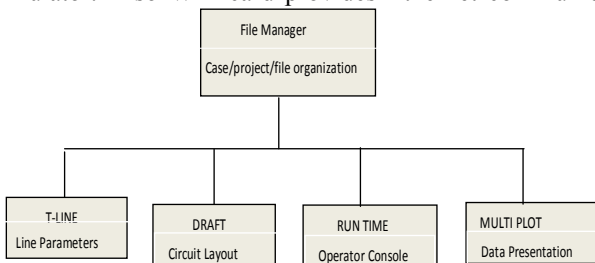 File Manager
Case/project/file organization
T-LINE
Line Parameters
DRAFT
Circuit Layout
RUN TIME
Operator Console
MULTI PLOT
Data Presentation